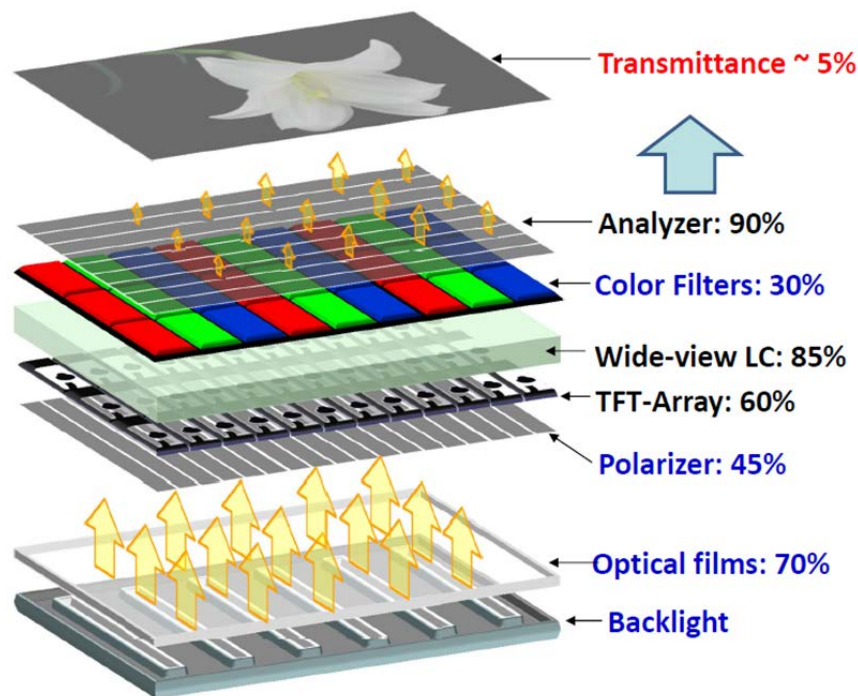 Transmittance ~ 5%
Analyzer: 90%
Color Filters: 30%
Wide-view LC: 85%
TFT-Array: 60%
Polarizer: 45%
Optical films: 70%
Backlight